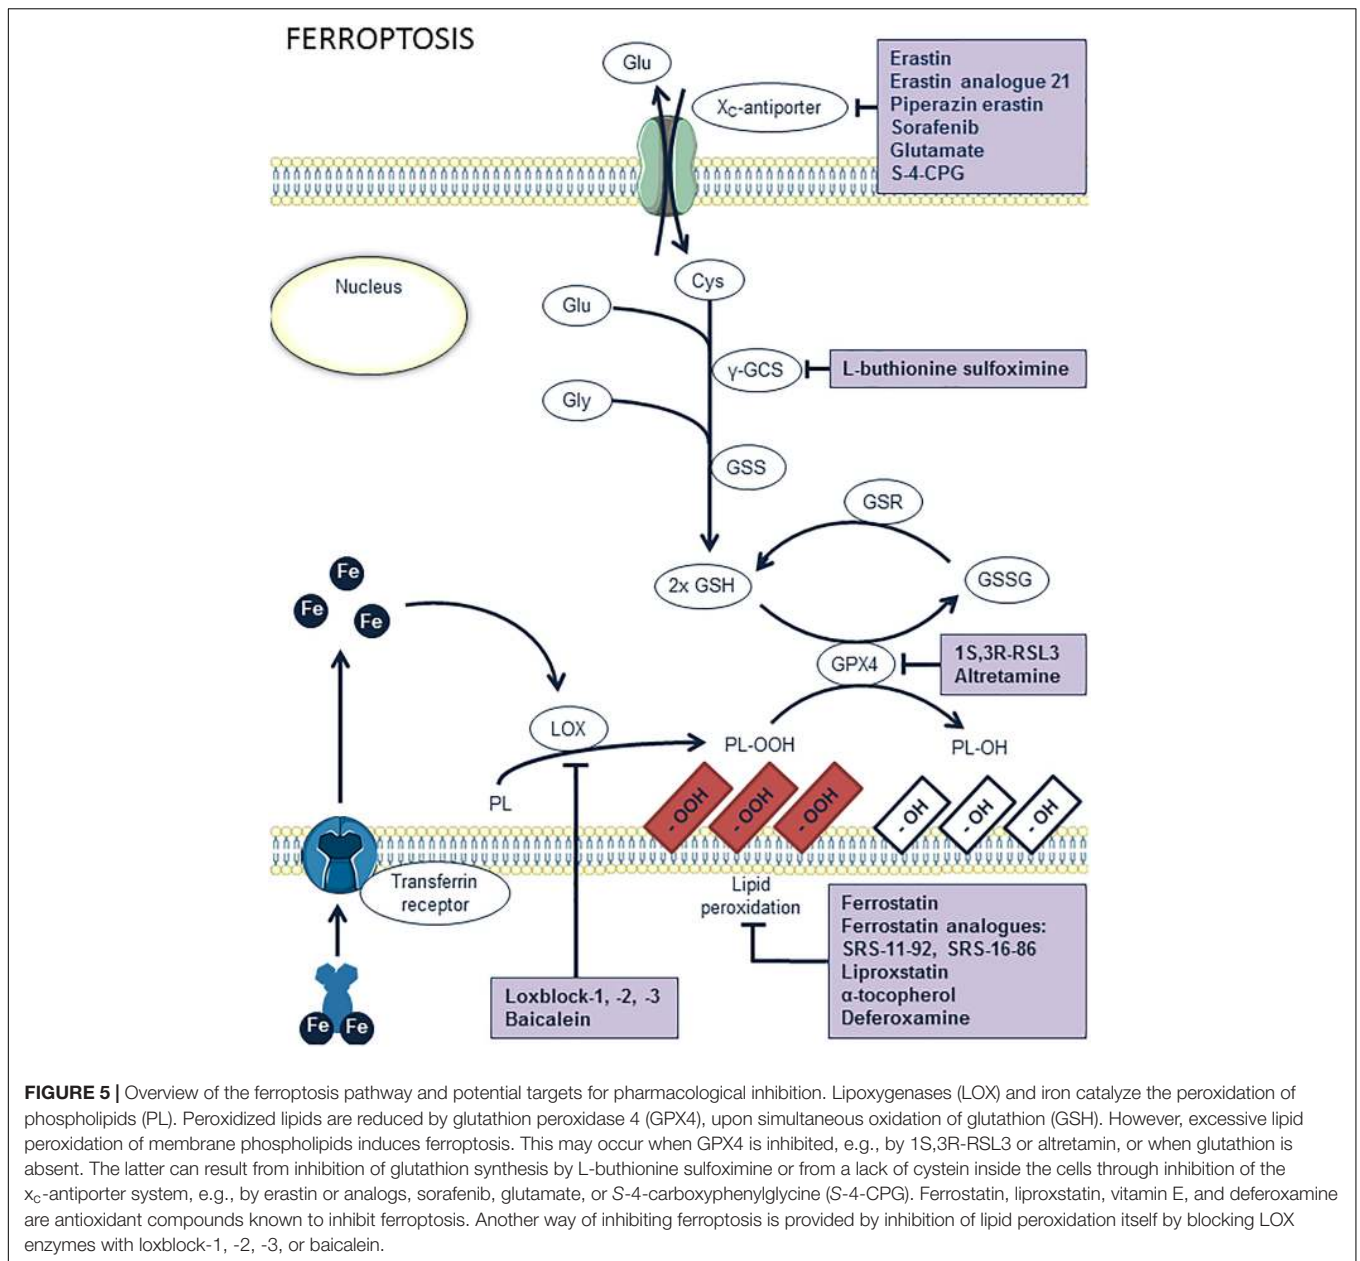 FERROPTOSIS
Glu
X_C-antiporter
Erastin
Erastin analogue 21
Piperazin erastin
Sorafenib
Glutamate
S-4-CPG
Nucleus
Cys
Glu
γ-GCS
L-buthionine sulfoximine
Gly
GSS
GSR
2x GSH
GSSG
Fe
Fe
Fe
GPX4
1S,3R-RSL3
Altretamine
LOX
PL-OOH
PL-OH
PL
- OOH
- OOH
- OOH
- OH
- OH
- OH
Transferrin
receptor
Lipid
peroxidation
Ferrostatin
Ferrostatin analogues:
SRS-11-92, SRS-16-86
Liproxstatin
α-tocopherol
Deferoxamine
Fe
Fe
Loxblock-1, -2, -3
Baicalein
FIGURE 5 | Overview of the ferroptosis pathway and potential targets for pharmacological inhibition. Lipoxygenases (LOX) and iron catalyze the peroxidation of
phospholipids (PL). Peroxidized lipids are reduced by glutathion peroxidase 4 (GPX4), upon simultaneous oxidation of glutathion (GSH). However, excessive lipid
peroxidation of membrane phospholipids induces ferroptosis. This may occur when GPX4 is inhibited, e.g., by 1S,3R-RSL3 or altretamin, or when glutathion is
absent. The latter can result from inhibition of glutathion synthesis by L-buthionine sulfoximine or from a lack of cystein inside the cells through inhibition of the
x_c-antiporter system, e.g., by erastin or analogs, sorafenib, glutamate, or S-4-carboxyphenylglycine (S-4-CPG). Ferrostatin, liproxstatin, vitamin E, and deferoxamine
are antioxidant compounds known to inhibit ferroptosis. Another way of inhibiting ferroptosis is provided by inhibition of lipid peroxidation itself by blocking LOX
enzymes with loxblock-1, -2, -3, or baicalein.